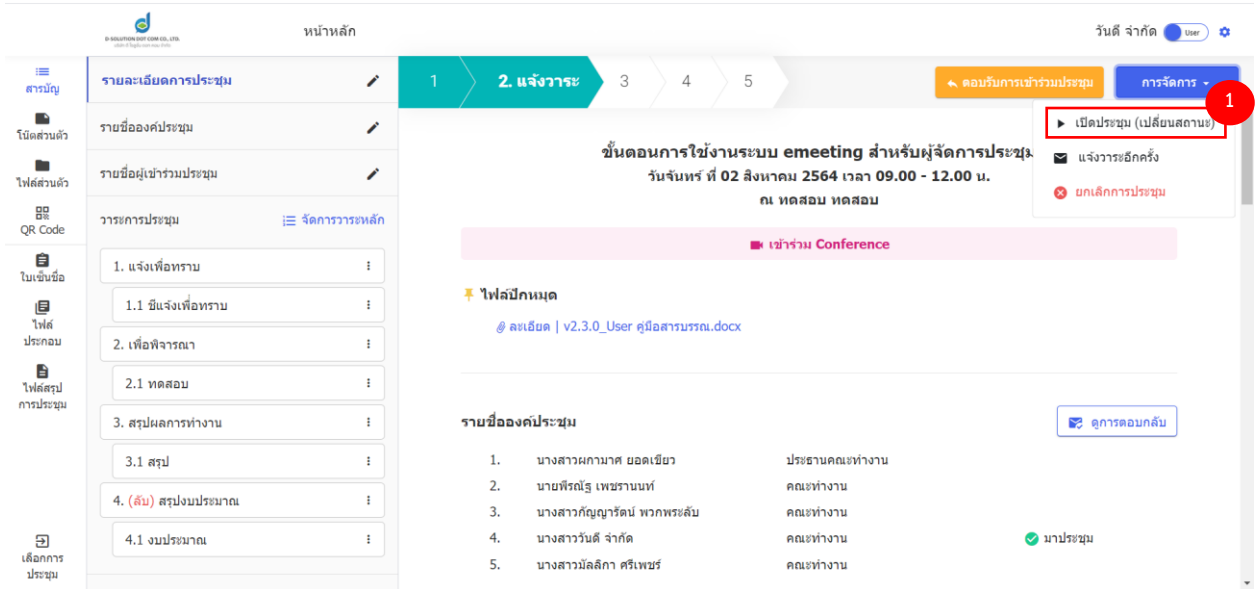 D-SOLUTION DOT COM CO., LTD.
หน้าหลัก
วันดี จำกัด
User
สารบัญ
โน้ตส่วนตัว
ไฟล์ส่วนตัว
QR Code
ใบเซ็นชื่อ
ไฟล์
ประกอบ
ไฟล์สรุป
การประชุม
เลือกการ
ประชุม
รายละเอียดการประชุม
รายชื่อองค์ประชุม
รายชื่อผู้เข้าร่วมประชุม
วาระการประชุม จัดการวาระหลัก
1. แจ้งเพื่อทราบ
1.1 ชี้แจ้งเพื่อทราบ
2. เพื่อพิจารณา
2.1 ทดสอบ
3. สรุปผลการทำงาน
3.1 สรุป
4. (ลับ) สรุปงบประมาณ
4.1 งบประมาณ
1 2. แจ้งวาระ 3 4 5
ตอบรับการเข้าร่วมประชุม
การจัดการ
1
เปิดประชุม (เปลี่ยนสถานะ)
แจ้งวาระอีกครั้ง
ยกเลิกการประชุม
ขั้นตอนการใช้งานระบบ emeeting สำหรับผู้จัดการประชุม
วันจันทร์ ที่ 02 สิงหาคม 2564 เวลา 09.00 - 12.00 น.
ณ ทดสอบ ทดสอบ
เข้าร่วม Conference
ไฟล์ปักหมุด
ละเอียด | v2.3.0_User คู่มือสารบรรณ.docx
รายชื่อองค์ประชุม
ดูการตอบกลับ
1. นางสาวผกามาศ ยอดเขียว ประธานคณะทำงาน
2. นายพีรณัฐ เพชรานนท์ คณะทำงาน
3. นางสาวกัญญารัตน์ พวกพระลับ คณะทำงาน
4. นางสาววันดี จำกัด คณะทำงาน มาประชุม
5. นางสาวมัลลิกา ศรีเพชร์ คณะทำงาน